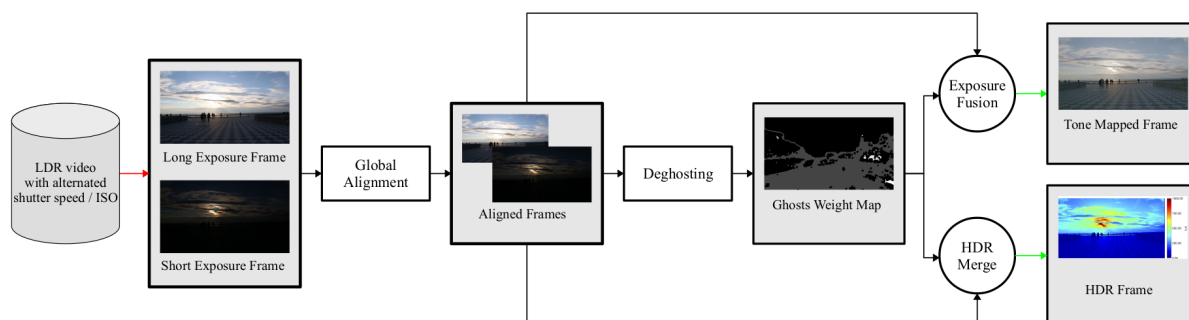 LDR video
with alternated
shutter speed / ISO
Long Exposure Frame
Short Exposure Frame
Global
Alignment
Aligned Frames
Deghosting
Ghosts Weight Map
Exposure
Fusion
Tone Mapped Frame
HDR
Merge
HDR Frame